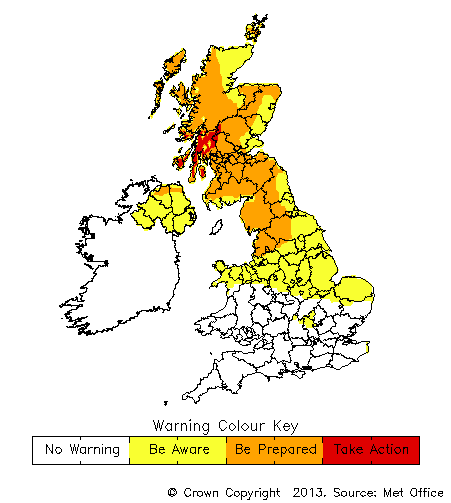 Warning Colour Key
No Warning Be Aware Be Prepared Take Action
© Crown Copyright 2013. Source: Met Office